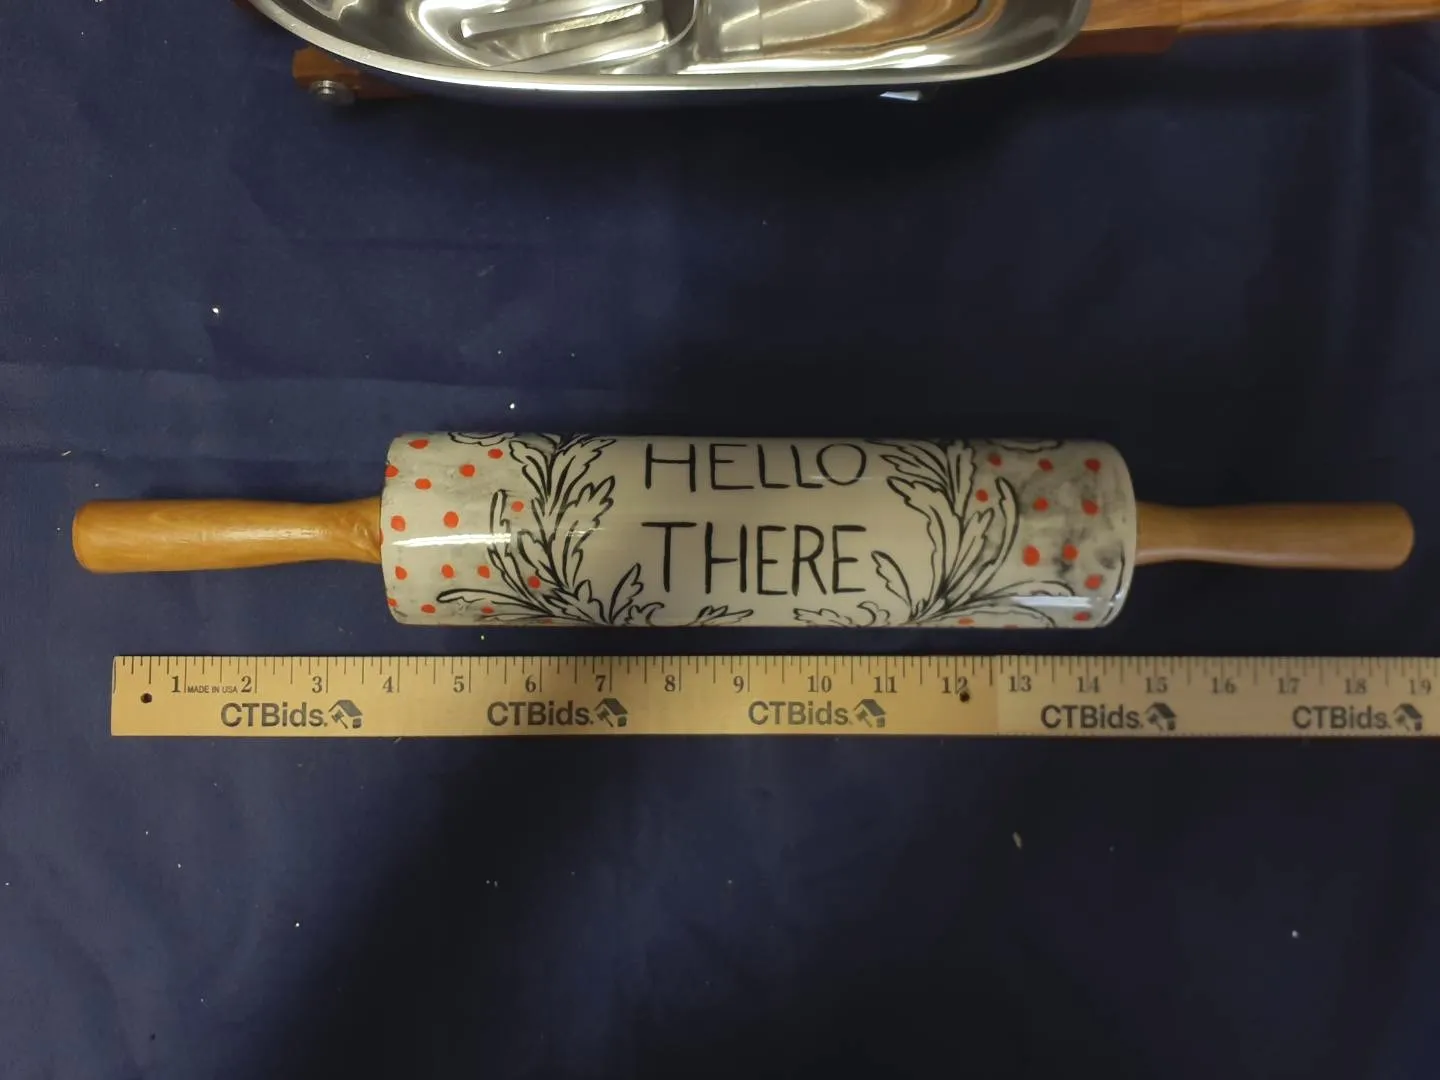 HELLO
THERE
1 MADE IN USA 2 3 4 5 6 7 8 9 10 11 12 13 14 15 16 17 18 19
CTBids. CTBids. CTBids. CTBids. CTBids.